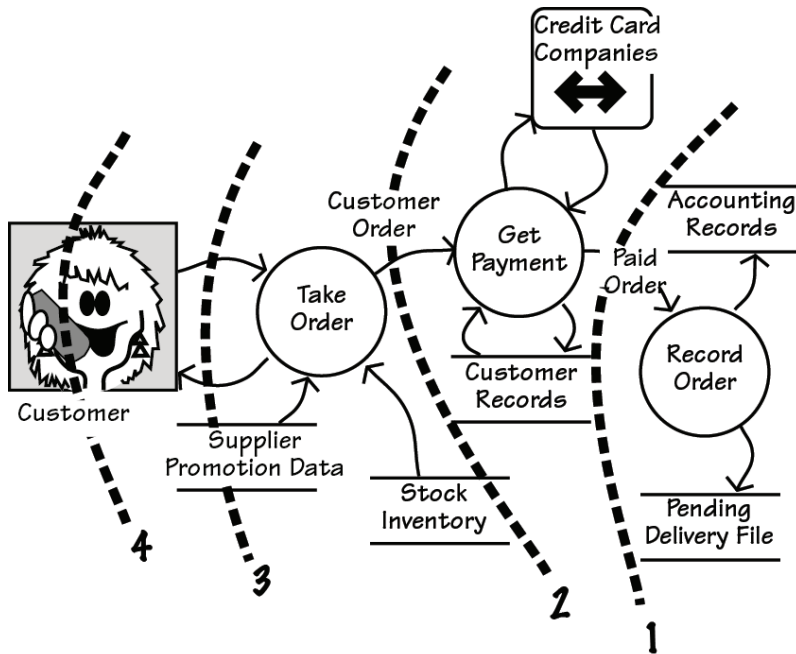 Credit Card
Companies
Customer
Order
Accounting
Records
Get
Payment
Paid
Order
Take
Order
Record
Order
Customer
Records
Customer
Supplier
Promotion Data
Stock
Inventory
Pending
Delivery File
4
3
2
1